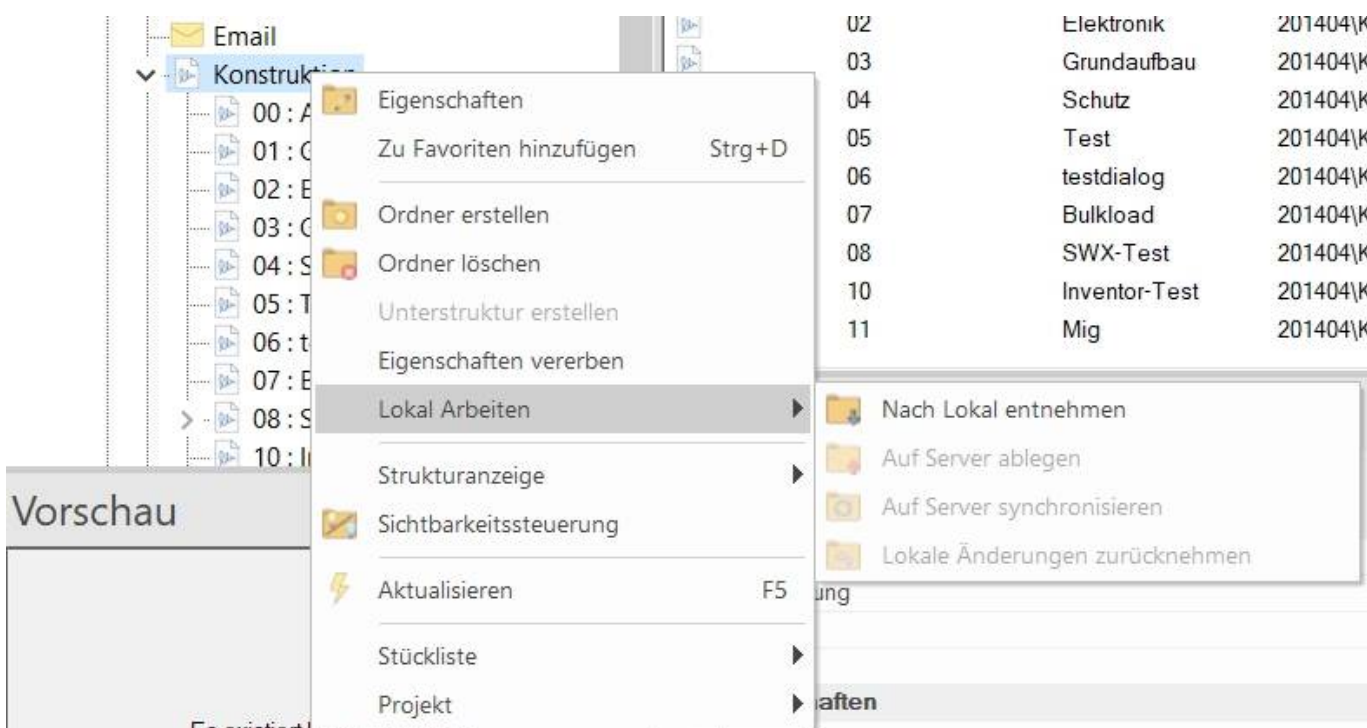 Email
Konstruktion
00 : A
01 : G
02 : E
03 : G
04 : S
05 : T
06 : t
07 : E
08 : S
10 : I
Vorschau
Eigenschaften
Zu Favoriten hinzufügen Strg+D
Ordner erstellen
Ordner löschen
Unterstruktur erstellen
Eigenschaften vererben
Lokal Arbeiten
Strukturanzeige
Sichtbarkeitssteuerung
Aktualisieren F5
Stückliste
Projekt
02 Elektronik 201404\K
03 Grundaufbau 201404\K
04 Schutz 201404\K
05 Test 201404\K
06 testdialog 201404\K
07 Bulkload 201404\K
08 SWX-Test 201404\K
10 Inventor-Test 201404\K
11 Mig 201404\K
Nach Lokal entnehmen
Auf Server ablegen
Auf Server synchronisieren
Lokale Änderungen zurücknehmen
ung
aften